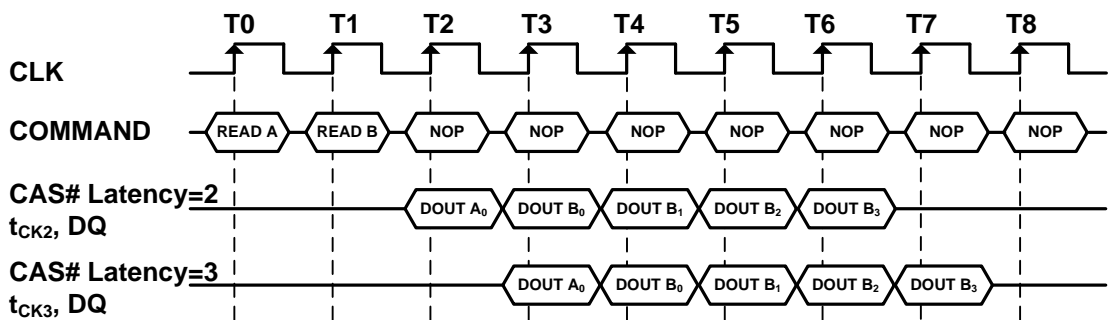 T0 T1 T2 T3 T4 T5 T6 T7 T8
CLK
COMMAND READ A READ B NOP NOP NOP NOP NOP NOP NOP
CAS# Latency=2
tCK2, DQ DOUT A0 DOUT B0 DOUT B1 DOUT B2 DOUT B3
CAS# Latency=3
tCK3, DQ DOUT A0 DOUT B0 DOUT B1 DOUT B2 DOUT B3